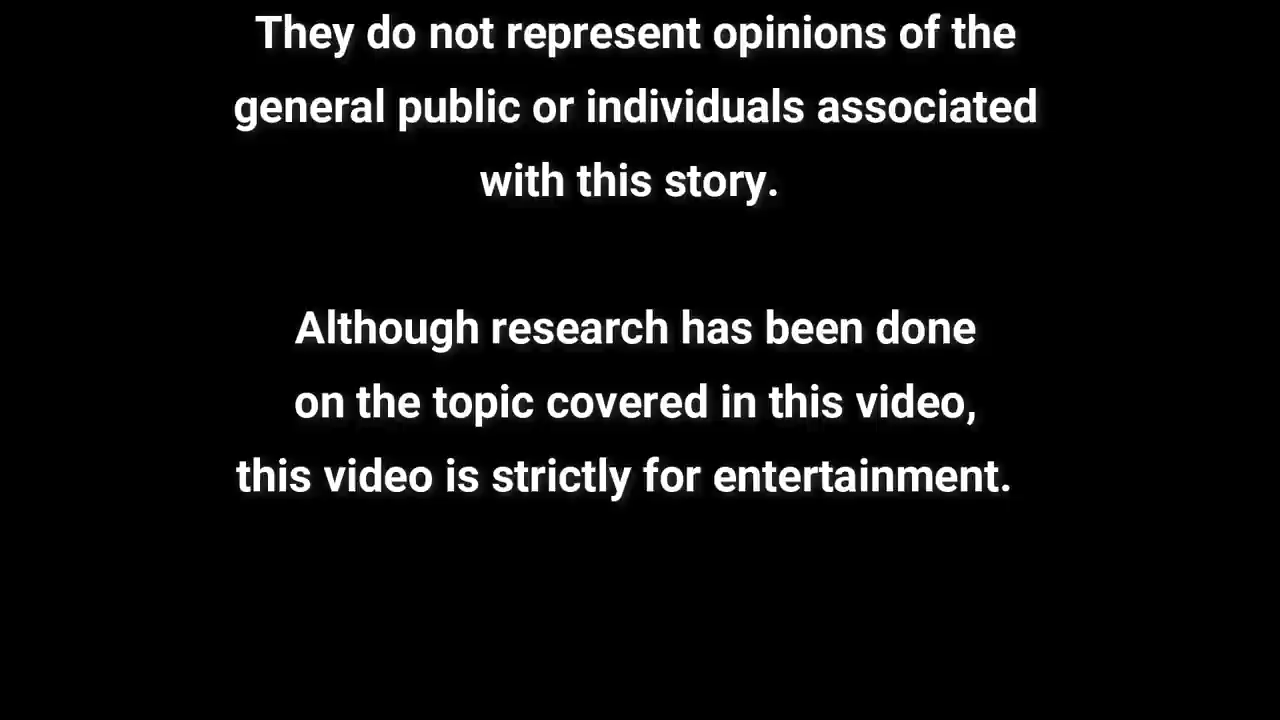 They do not represent opinions of the
general public or individuals associated
with this story.
Although research has been done
on the topic covered in this video,
this video is strictly for entertainment.